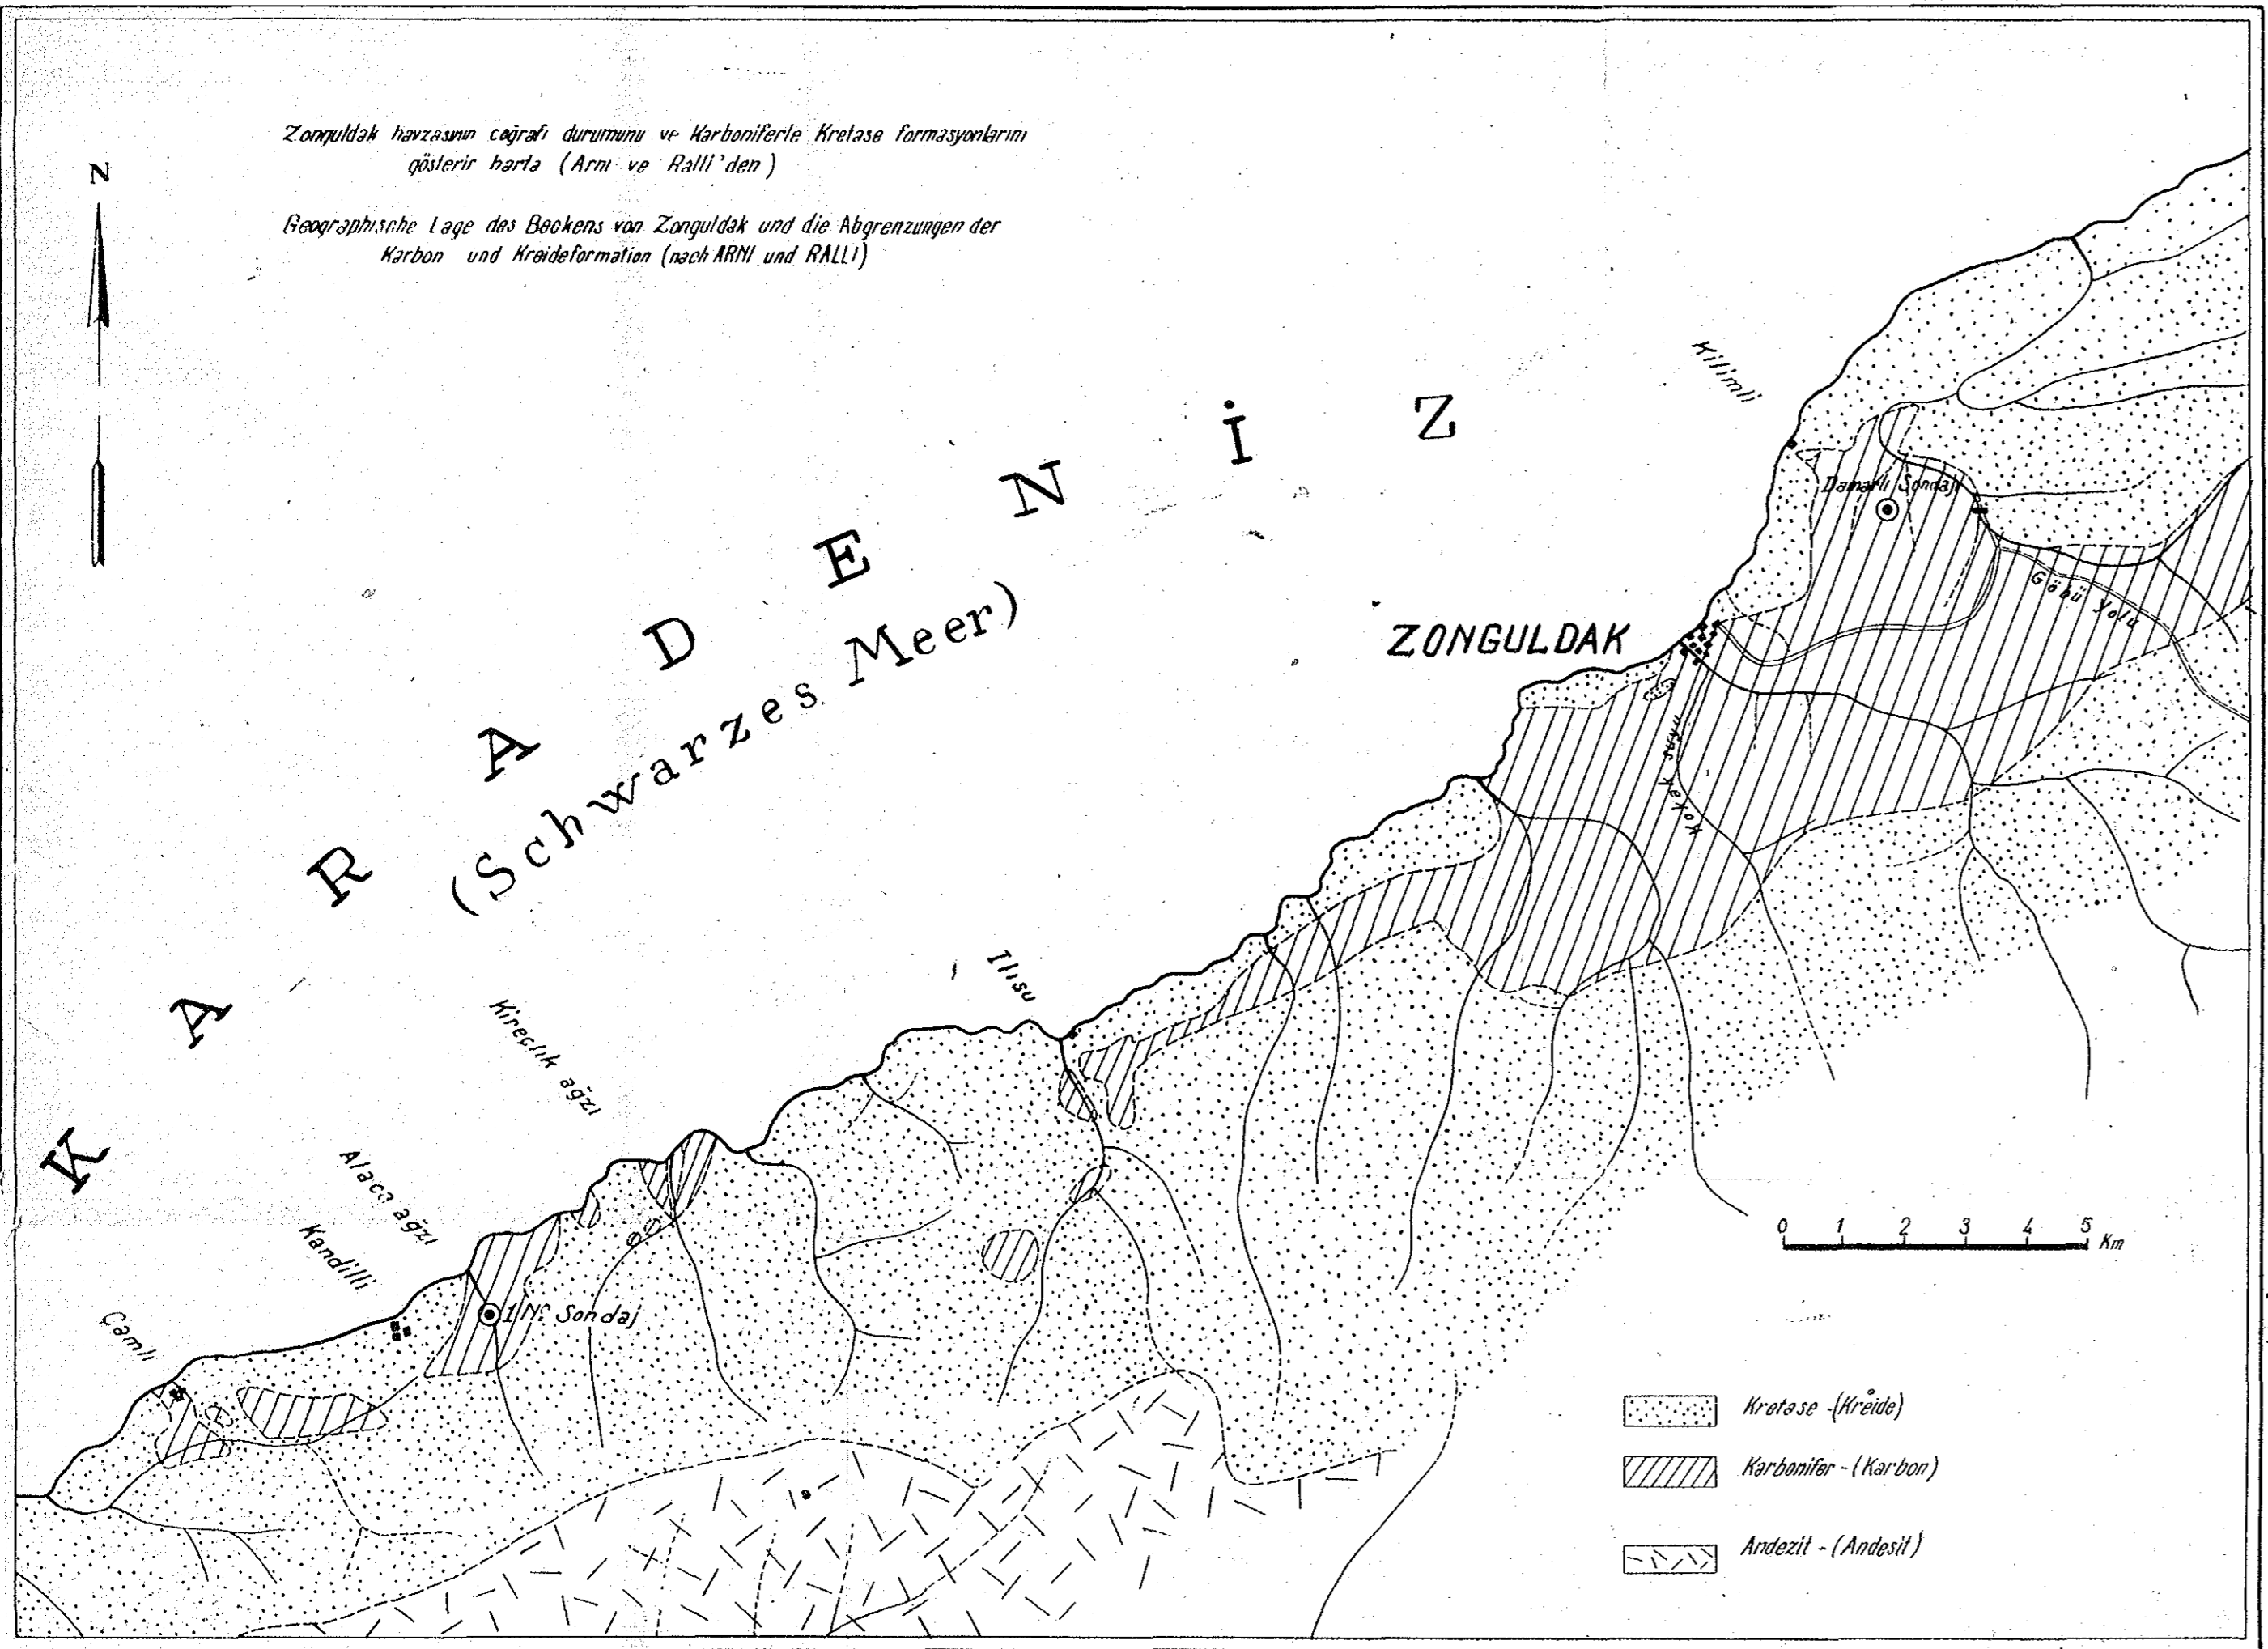 Zonguldak havzasının coğrafi durumunu ve Karboniferle Kretase formasyonlarını
gösterir harta (Arni ve Ralli'den)
Geographische Lage des Beckens von Zonguldak und die Abgrenzungen der
Karbon und Kreideformation (nach ARNI und RALLI)
N
KARADENİZ
(Schwarzes Meer)
Kilimli
Damarlı Sondajı
Göbü Yolu
ZONGULDAK
Ilısu
Kireçlik ağzı
Alaca ağzı
Kandilli
1 No Sondaj
Çamlı
0 1 2 3 4 5 Km
Kretase - (Kreide)
Karbonifer - (Karbon)
Andezit - (Andesit)